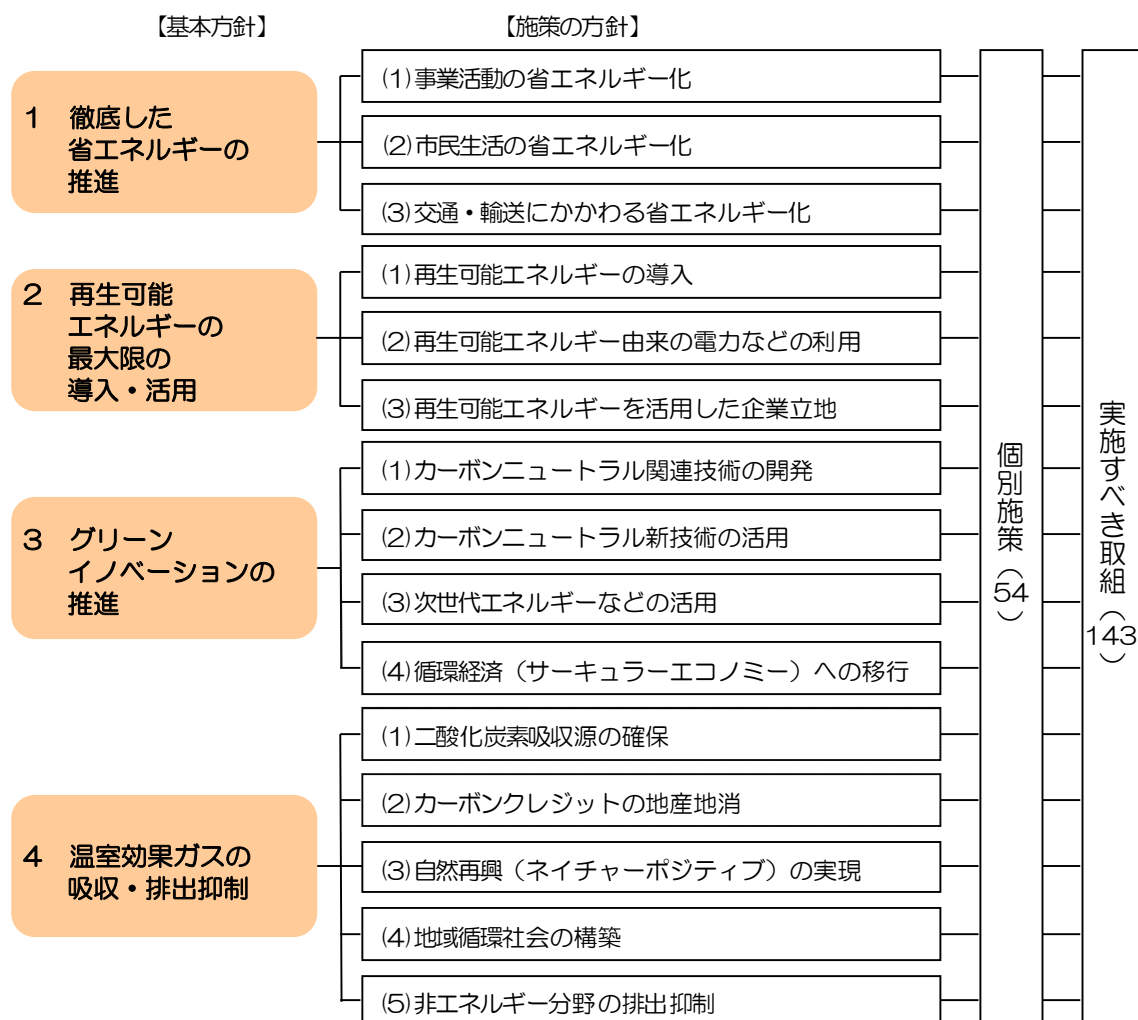 【基本方針】
【施策の方針】
1 徹底した
省エネルギーの
推進
(1)事業活動の省エネルギー化
(2)市民生活の省エネルギー化
(3)交通・輸送にかかわる省エネルギー化
2 再生可能
エネルギーの
最大限の
導入・活用
(1)再生可能エネルギーの導入
(2)再生可能エネルギー由来の電力などの利用
(3)再生可能エネルギーを活用した企業立地
3 グリーン
イノベーションの
推進
(1)カーボンニュートラル関連技術の開発
(2)カーボンニュートラル新技術の活用
(3)次世代エネルギーなどの活用
(4)循環経済（サーキュラーエコノミー）への移行
4 温室効果ガスの
吸収・排出抑制
(1)二酸化炭素吸収源の確保
(2)カーボンクレジットの地産地消
(3)自然再興（ネイチャーポジティブ）の実現
(4)地域循環社会の構築
(5)非エネルギー分野の排出抑制
個別施策（54）
実施すべき取組（143）